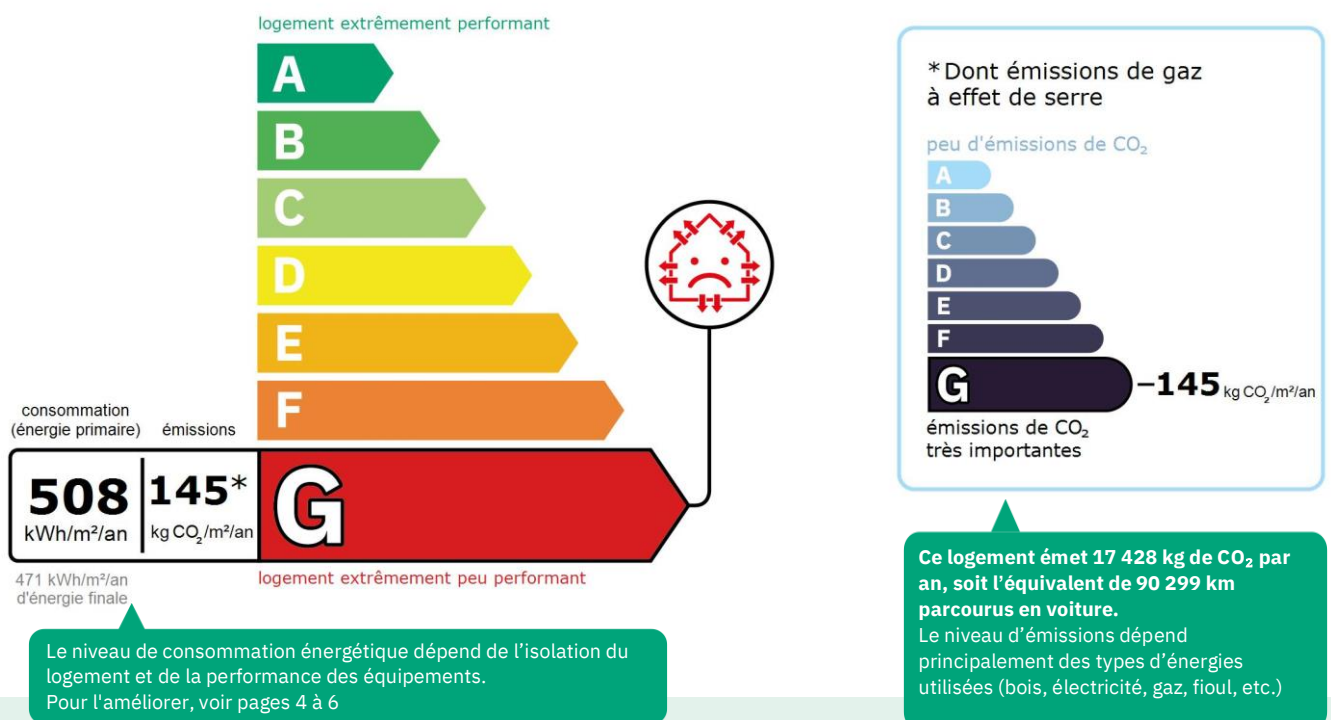 logement extrêmement performant
A
B
C
D
E
F
consommation
(énergie primaire)
émissions
508
kWh/m²/an
145*
kg CO₂/m²/an
G
471 kWh/m²/an
d'énergie finale
logement extrêmement peu performant
Le niveau de consommation énergétique dépend de l’isolation du
logement et de la performance des équipements.
Pour l'améliorer, voir pages 4 à 6
*Dont émissions de gaz
à effet de serre
peu d'émissions de CO₂
A
B
C
D
E
F
G
–145 kg CO₂/m²/an
émissions de CO₂
très importantes
Ce logement émet 17 428 kg de CO₂ par
an, soit l’équivalent de 90 299 km
parcourus en voiture.
Le niveau d’émissions dépend
principalement des types d’énergies
utilisées (bois, électricité, gaz, fioul, etc.)